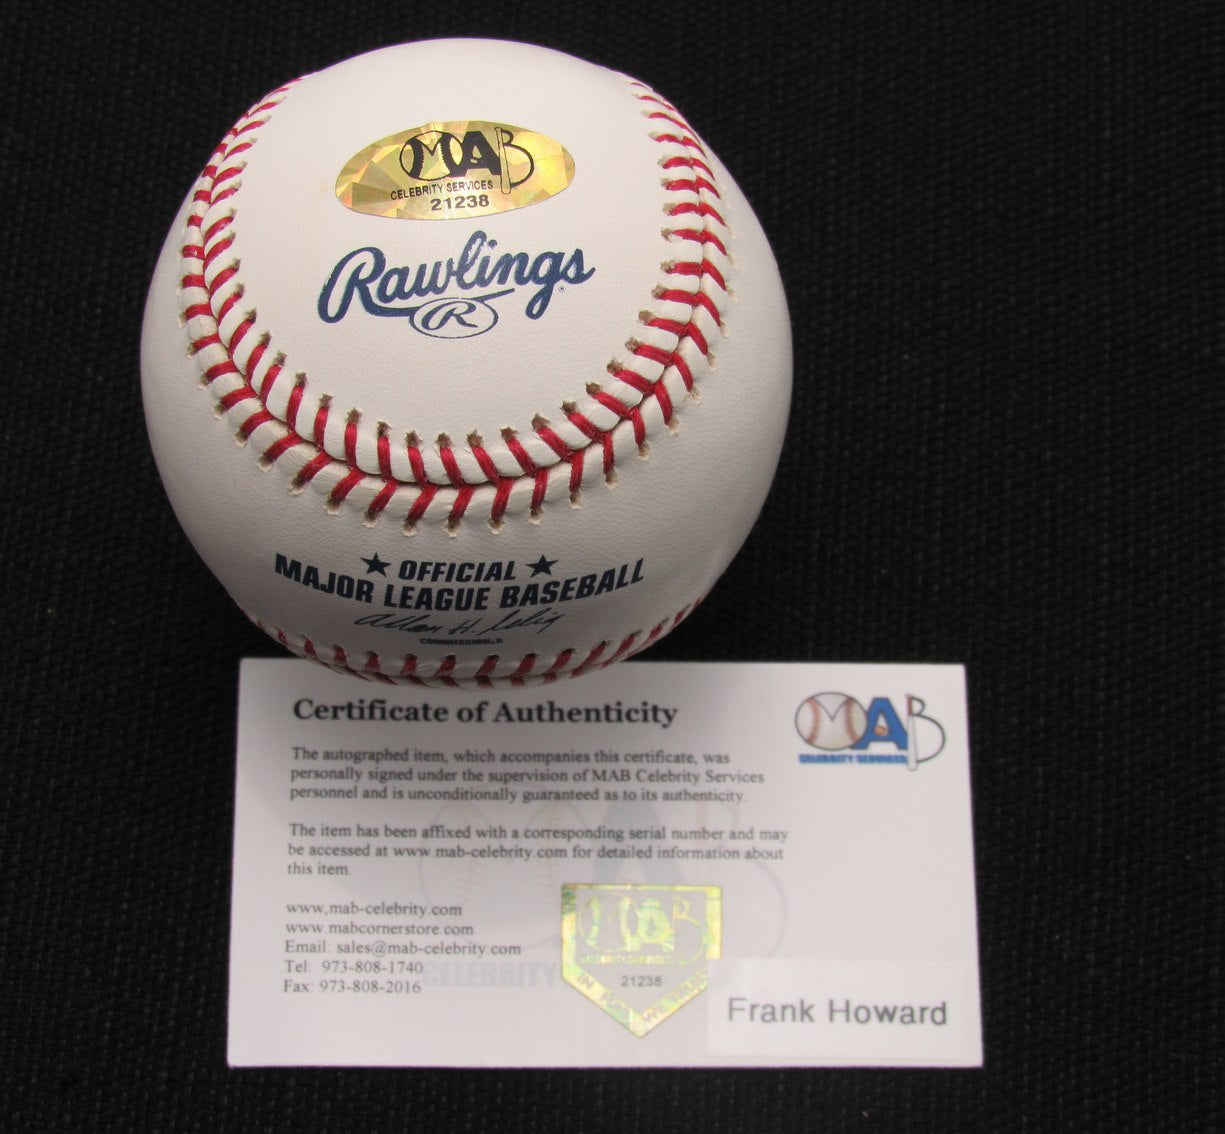 MAB
CELEBRITY SERVICES
21238
Rawlings
R
★ OFFICIAL ★
MAJOR LEAGUE BASEBALL
Allan H. Selig
COMMISSIONER
Certificate of Authenticity
MAB
CELEBRITY SERVICES
The autographed item, which accompanies this certificate, was
personally signed under the supervision of MAB Celebrity Services
personnel and is unconditionally guaranteed as to its authenticity.
The item has been affixed with a corresponding serial number and may
be accessed at www.mab-celebrity.com for detailed information about
this item.
www.mab-celebrity.com
www.mabcornerstore.com
Email: sales@mab-celebrity.com
Tel: 973-808-1740
Fax: 973-808-2016
MAB
CELEBRITY SERVICES
21238
Frank Howard